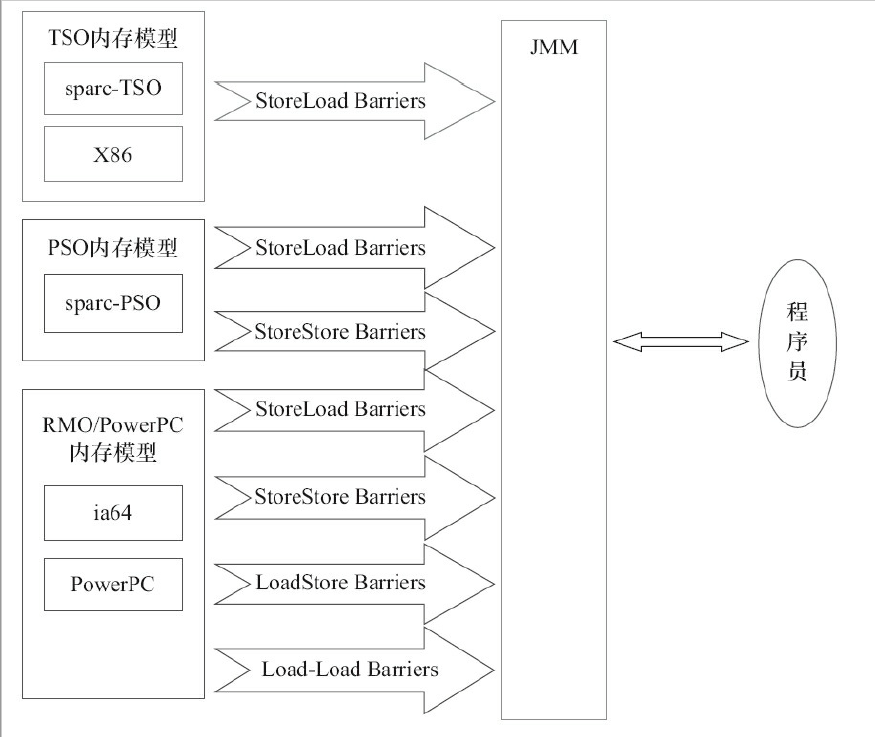 TSO内存模型
sparc-TSO
X86
StoreLoad Barriers
PSO内存模型
sparc-PSO
StoreLoad Barriers
StoreStore Barriers
RMO/PowerPC
内存模型
ia64
PowerPC
StoreLoad Barriers
StoreStore Barriers
LoadStore Barriers
Load-Load Barriers
JMM
程
序
员